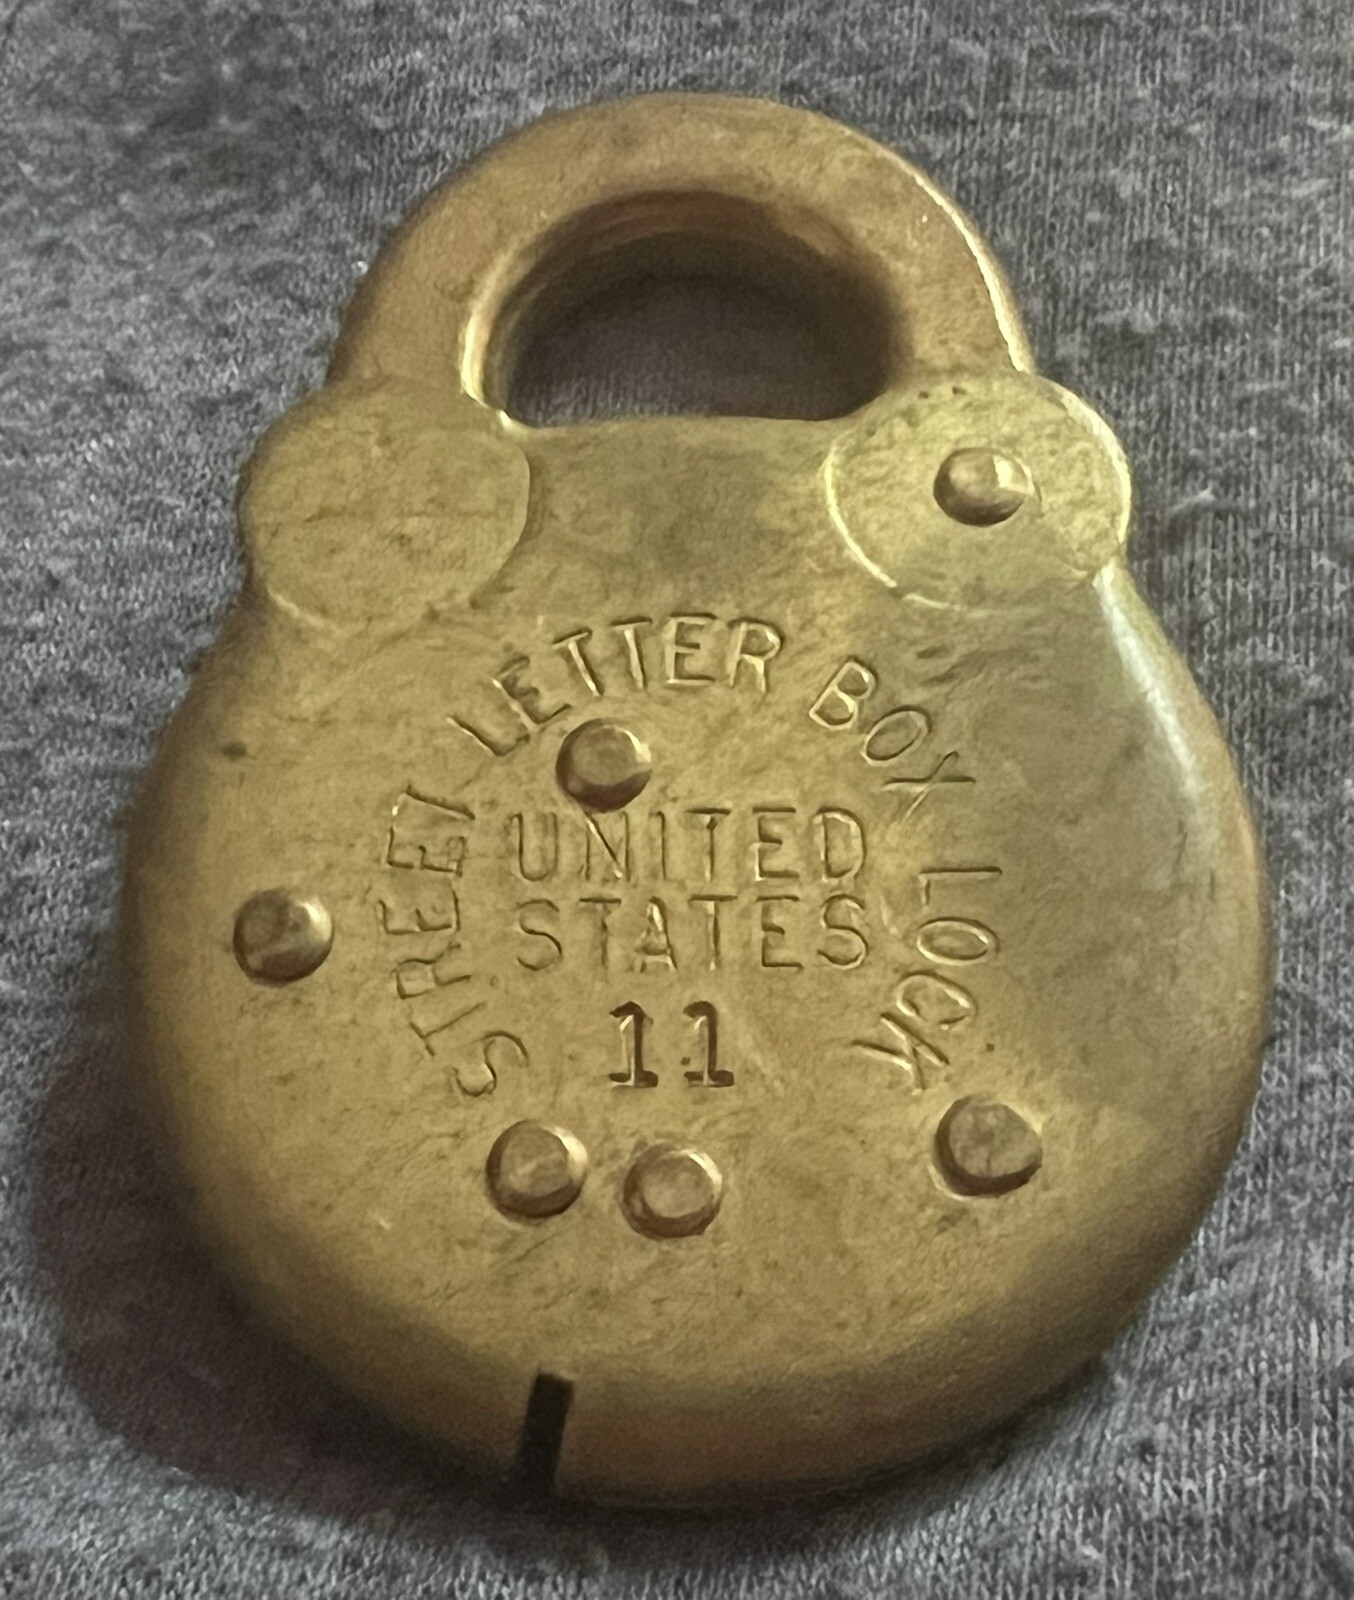 STREET LETTER BOX LOCK
UNITED
STATES
11